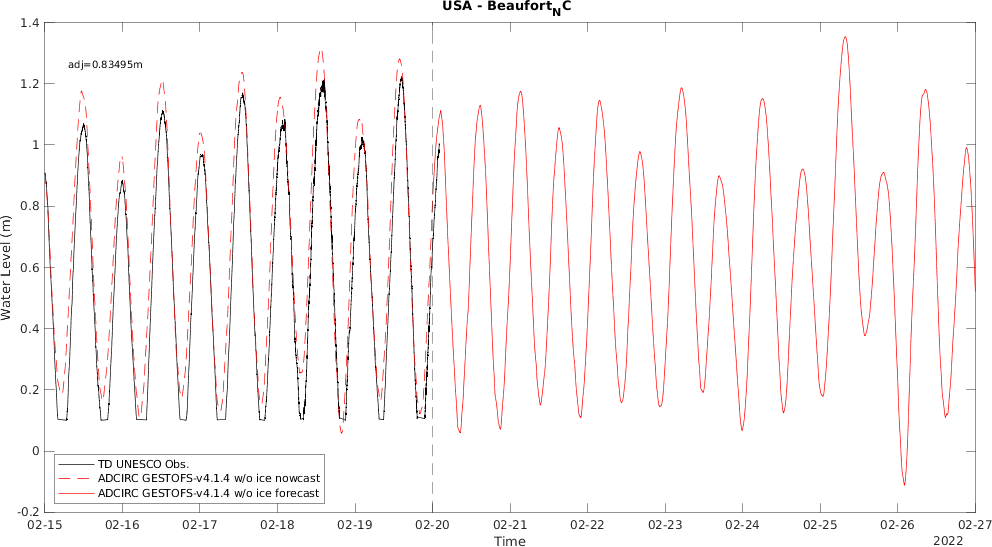 USA - Beaufort_NC
adj=0.83495m
Water Level (m)
1.4
1.2
1
0.8
0.6
0.4
0.2
0
-0.2
TD UNESCO Obs.
ADCIRC GESTOFS-v4.1.4 w/o ice nowcast
ADCIRC GESTOFS-v4.1.4 w/o ice forecast
02-15 02-16 02-17 02-18 02-19 02-20 02-21 02-22 02-23 02-24 02-25 02-26 02-27
Time
2022